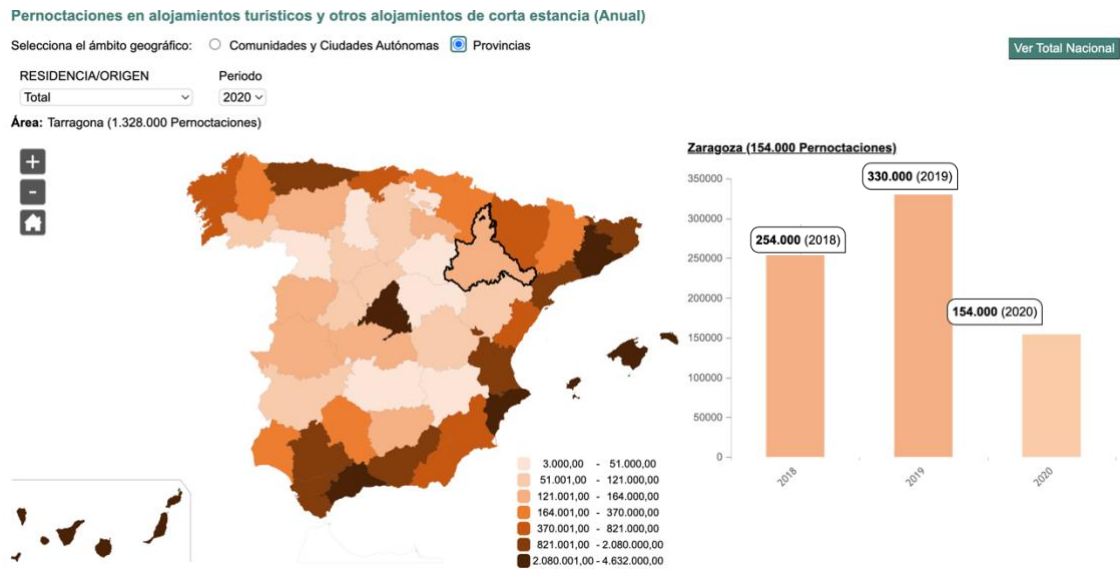 Pernoctaciones en alojamientos turísticos y otros alojamientos de corta estancia (Anual)
Selecciona el ámbito geográfico: Comunidades y Ciudades Autónomas Provincias
Ver Total Nacional
RESIDENCIA/ORIGEN Periodo
Total 2020
Área: Tarragona (1.328.000 Pernoctaciones)
+
-
Zaragoza (154.000 Pernoctaciones)
350000
300000
250000
200000
150000
100000
50000
0
330.000 (2019)
254.000 (2018)
154.000 (2020)
2018
2019
2020
3.000,00 - 51.000,00
51.001,00 - 121.000,00
121.001,00 - 164.000,00
164.001,00 - 370.000,00
370.001,00 - 821.000,00
821.001,00 - 2.080.000,00
2.080.001,00 - 4.632.000,00